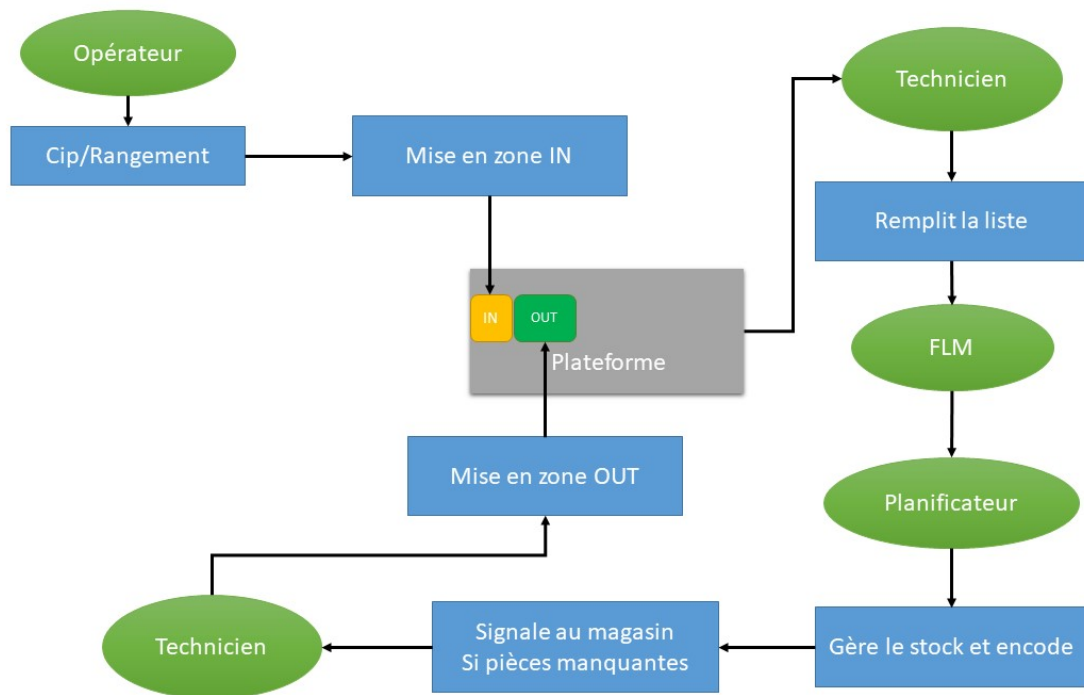 Opérateur
Technicien
Cip/Rangement
Mise en zone IN
Remplit la liste
IN
OUT
Plateforme
FLM
Mise en zone OUT
Planificateur
Technicien
Signale au magasin
Si pièces manquantes
Gère le stock et encode